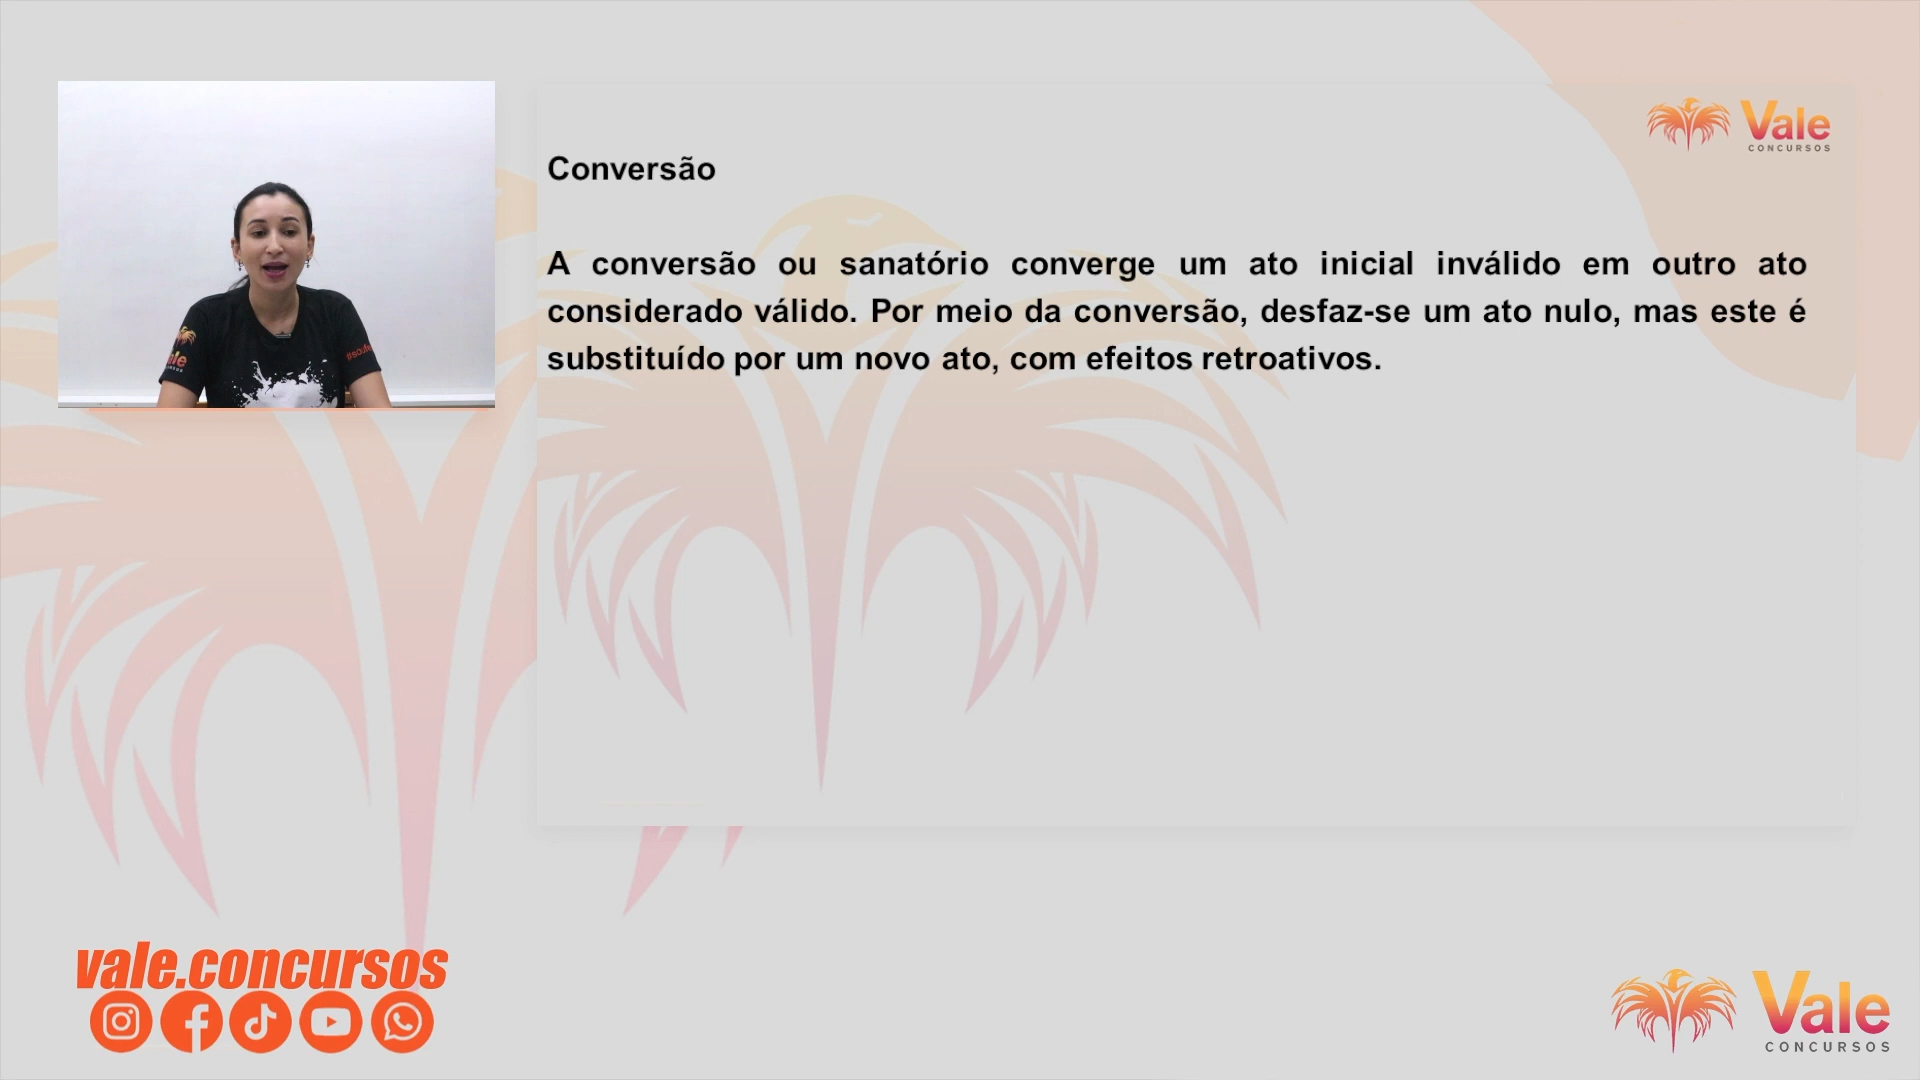 Vale
CONCURSOS
Conversão
A conversão ou sanatório converge um ato inicial inválido em outro ato
considerado válido. Por meio da conversão, desfaz-se um ato nulo, mas este é
substituído por um novo ato, com efeitos retroativos.
vale.concursos
Vale
CONCURSOS